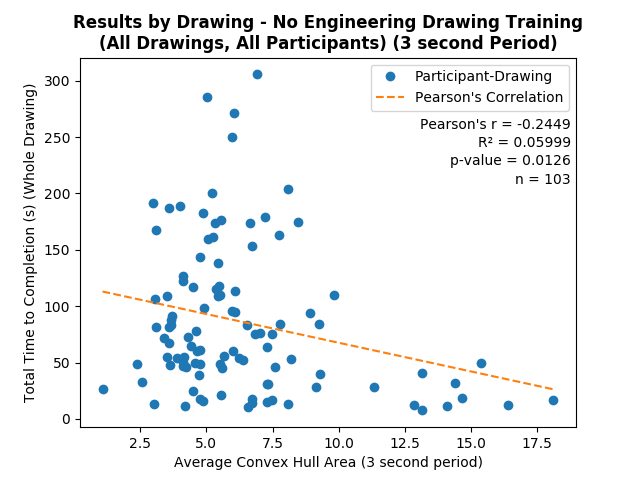 Results by Drawing - No Engineering Drawing Training
(All Drawings, All Participants) (3 second Period)
Participant-Drawing
Pearson's Correlation
Pearson's r = -0.2449
R² = 0.05999
p-value = 0.0126
n = 103
Total Time to Completion (s) (Whole Drawing)
300
250
200
150
100
50
0
2.5 5.0 7.5 10.0 12.5 15.0 17.5
Average Convex Hull Area (3 second period)